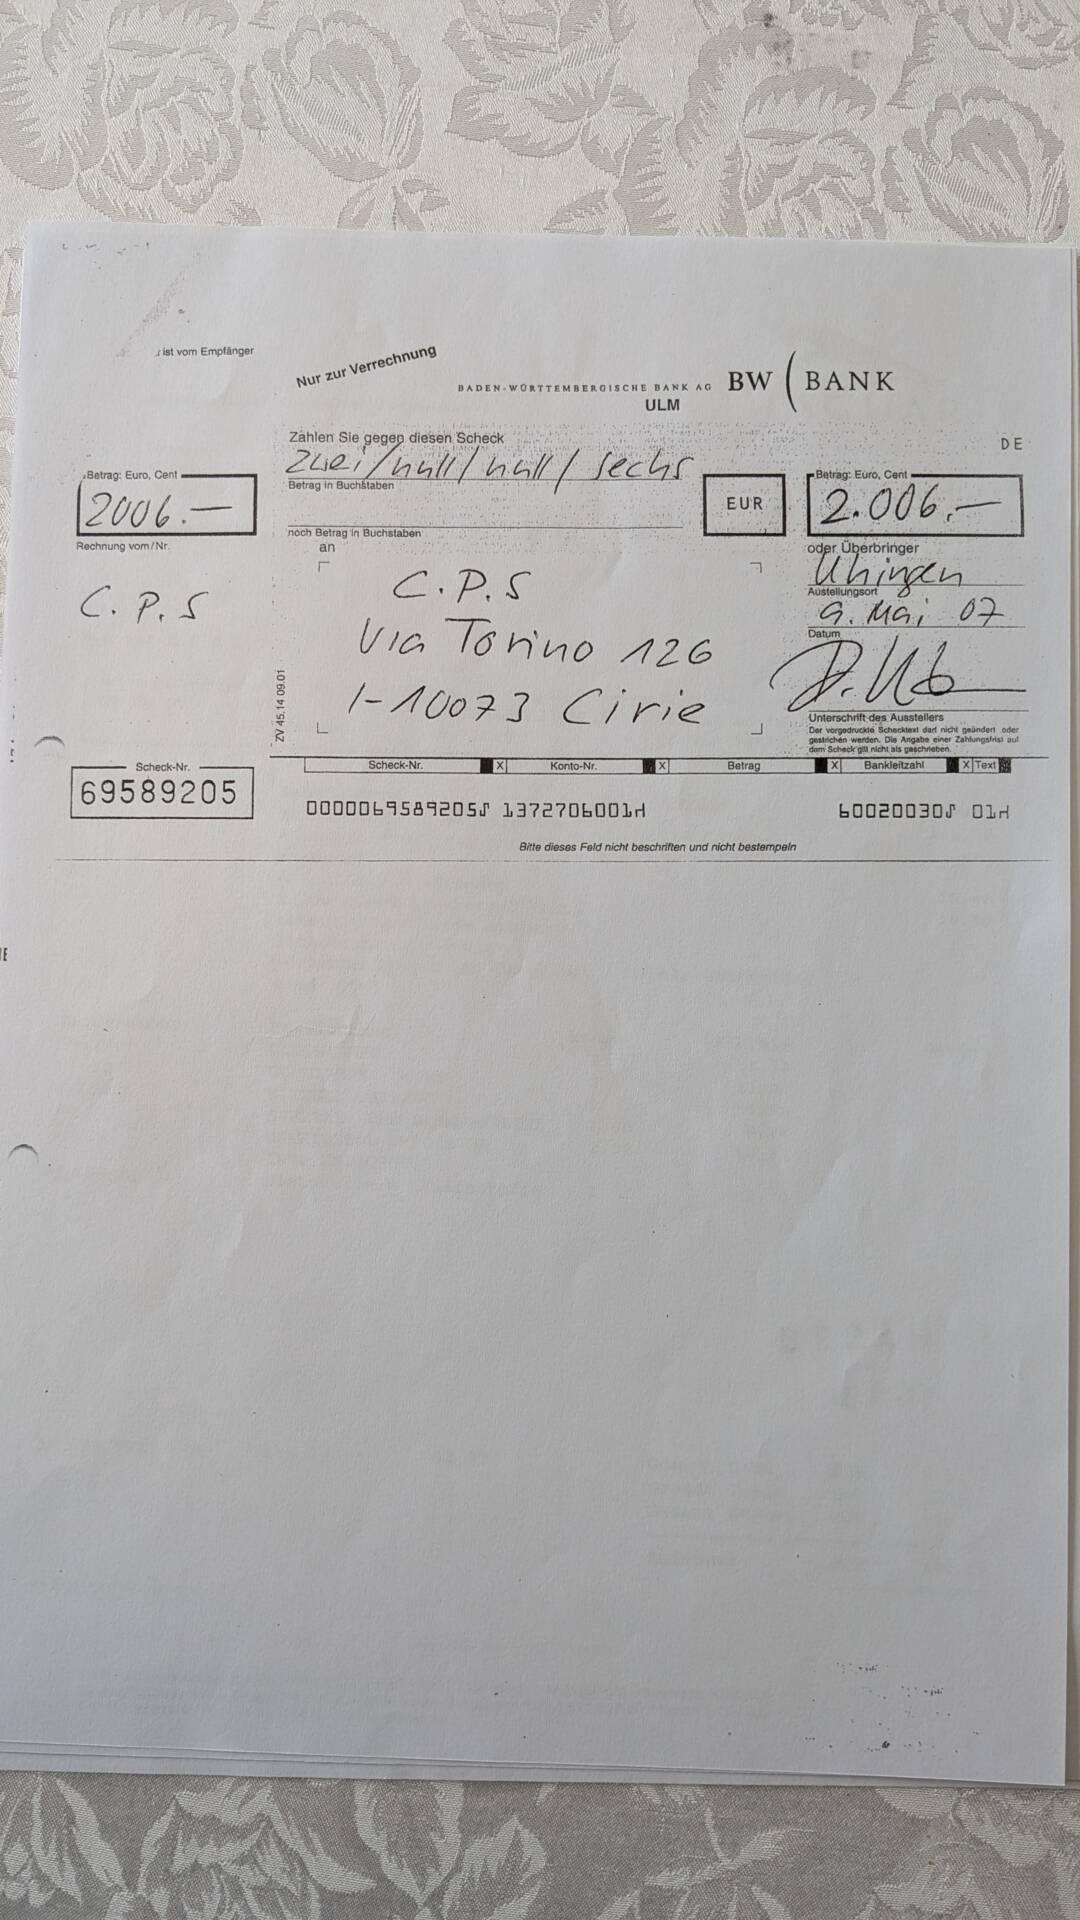 ist vom Empfänger
Nur zur Verrechnung
BADEN-WÜRTTEMBERGISCHE BANK AG BW BANK
ULM
Zahlen Sie gegen diesen Scheck
DE
zwei/null/null/sechs
Betrag: Euro, Cent
2006.—
Betrag in Buchstaben
EUR
Betrag: Euro, Cent
2.006,—
noch Betrag in Buchstaben
Rechnung vom/Nr.
an
oder Überbringer
C. P. S
C.P.S
Via Torino 126
I-10073 Cirie
Uhingen
Austellungsort
9. Mai 07
Datum
Unterschrift des Ausstellers
Der vorgedruckte Schecktext darf nicht geändert oder
gestrichen werden. Die Angabe einer Zahlungsfrist auf
dem Scheck gilt nicht als geschrieben.
ZV 45.14 09.01
Scheck-Nr.
69589205
Scheck-Nr. X Konto-Nr. X Betrag X Bankleitzahl X Text
0000069589205⑀ 1372706001⑁ 60020030⑀ 01⑁
Bitte dieses Feld nicht beschriften und nicht bestempeln